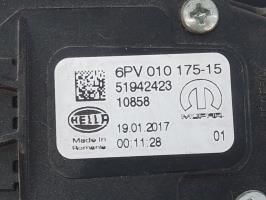 6PV 010 175-15
51942423
10858
HELLA
MOPAR
19.01.2017
01
Made in
Romania
00:11:28